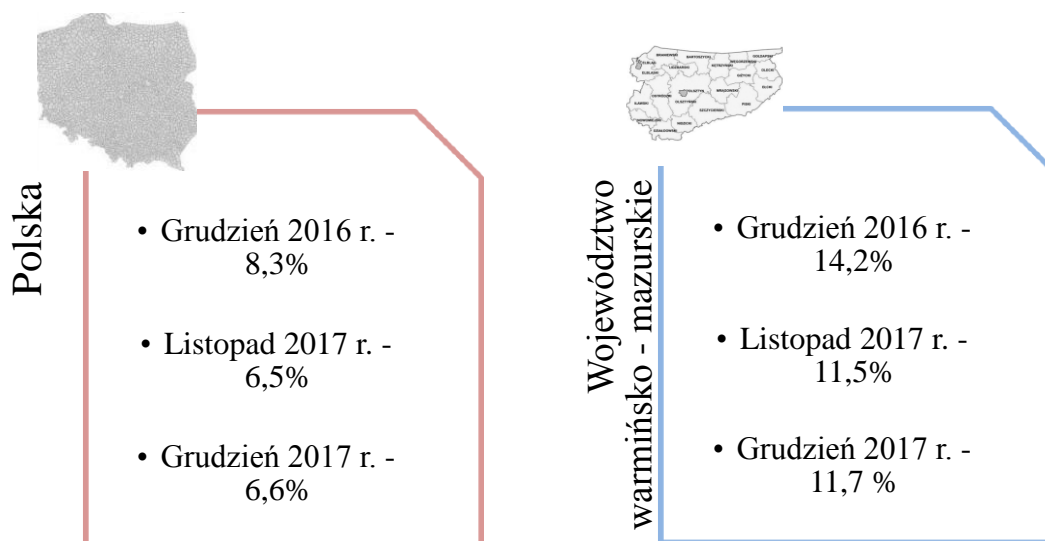 Polska
• Grudzień 2016 r. -
8,3%
• Listopad 2017 r. -
6,5%
• Grudzień 2017 r. -
6,6%
Województwo
warmińsko - mazurskie
• Grudzień 2016 r. -
14,2%
• Listopad 2017 r. -
11,5%
• Grudzień 2017 r. -
11,7 %